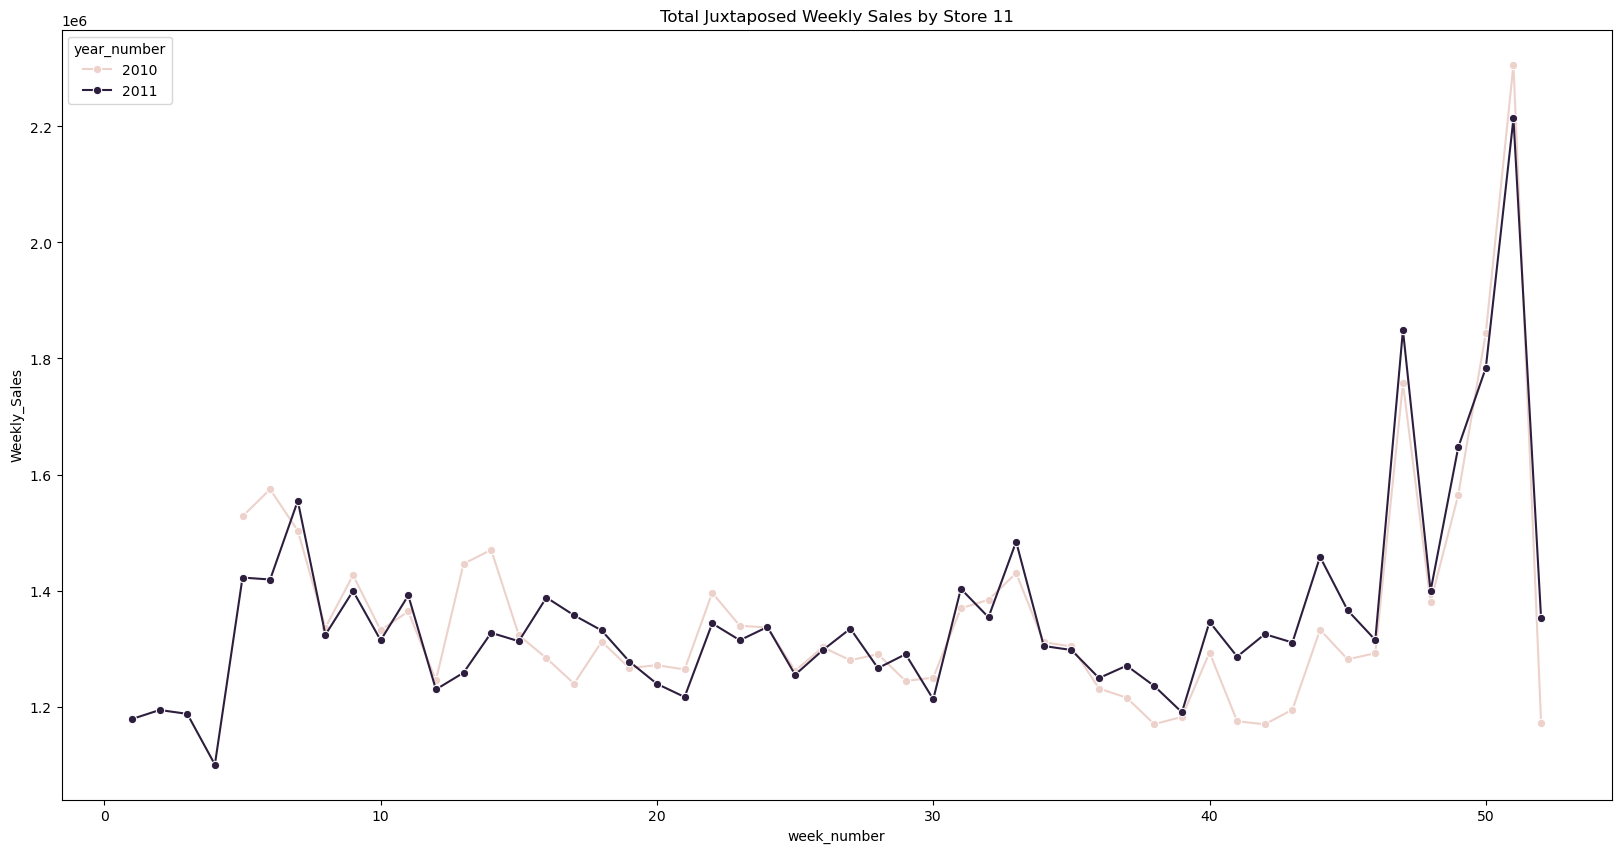 Total Juxtaposed Weekly Sales by Store 11
1e6
year_number
2010
2011
2.2
2.0
1.8
1.6
1.4
1.2
Weekly_Sales
0 10 20 30 40 50
week_number